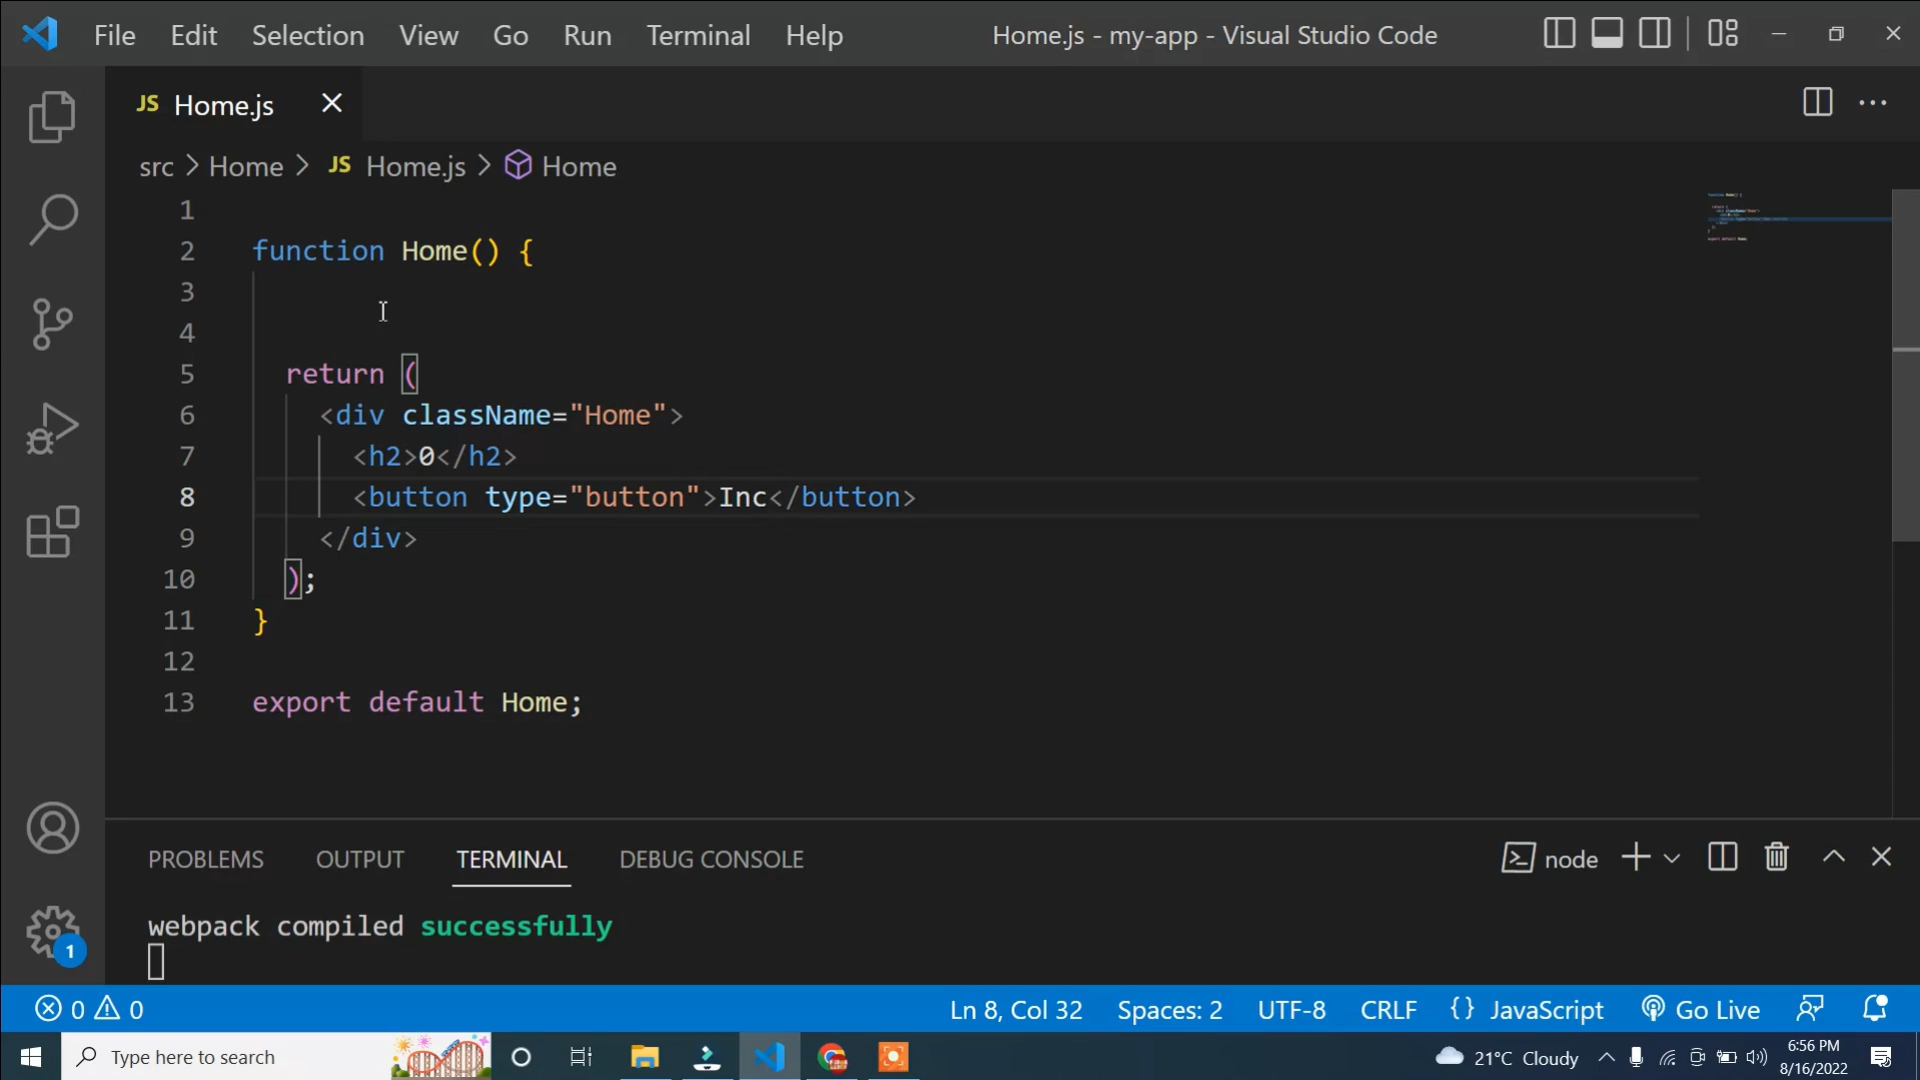 File Edit Selection View Go Run Terminal Help Home.js - my-app - Visual Studio Code
JS Home.js
src > Home > JS Home.js > Home
1
2 function Home() {
3
4
5 return (
6 <div className="Home">
7 <h2>0</h2>
8 <button type="button">Inc</button>
9 </div>
10 );
11 }
12
13 export default Home;
PROBLEMS OUTPUT TERMINAL DEBUG CONSOLE node
webpack compiled successfully
1
0 0 Ln 8, Col 32 Spaces: 2 UTF-8 CRLF {} JavaScript Go Live
Type here to search 21°C Cloudy 6:56 PM
8/16/2022